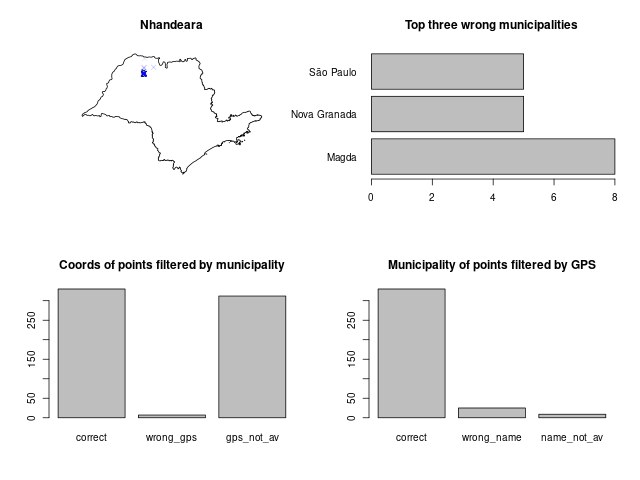 Nhandeara
Top three wrong municipalities
São Paulo
Nova Granada
Magda
0 2 4 6 8
Coords of points filtered by municipality
0 50 150 250
correct wrong_gps gps_not_av
Municipality of points filtered by GPS
0 50 150 250
correct wrong_name name_not_av